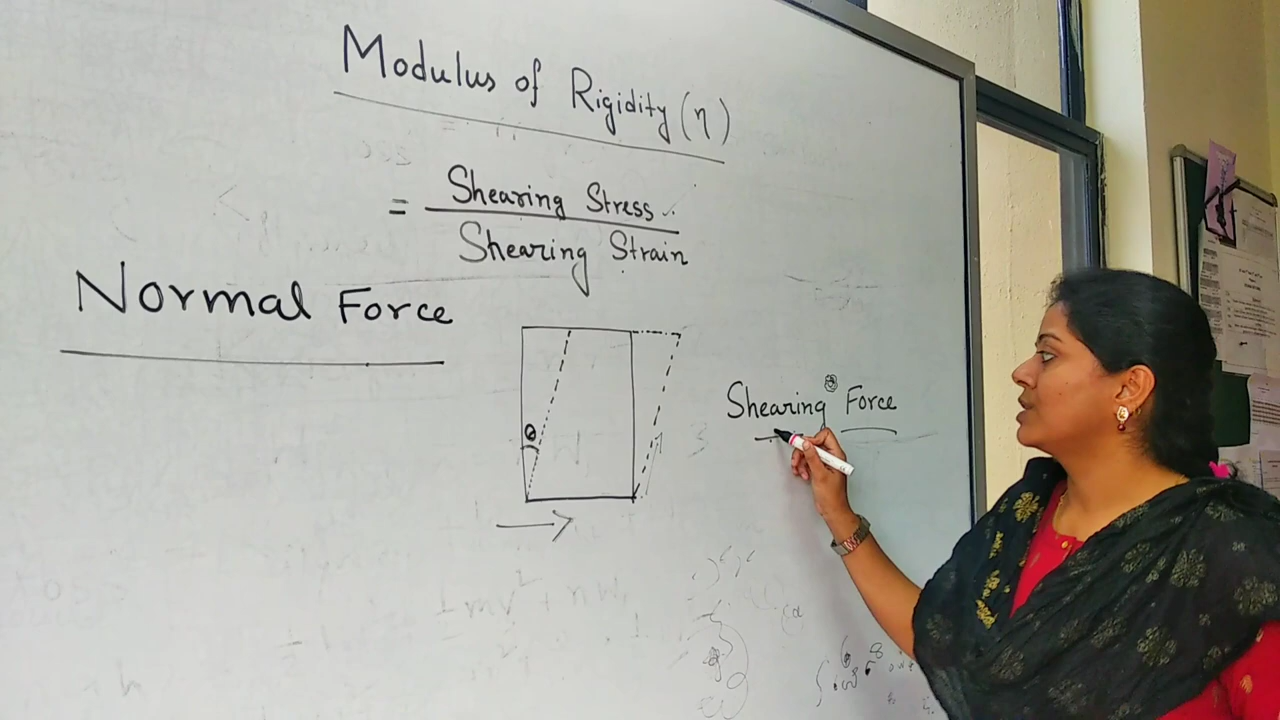 Modulus of Rigidity (η)
= Shearing Stress
Shearing Strain
Normal Force
θ
Shearing Force